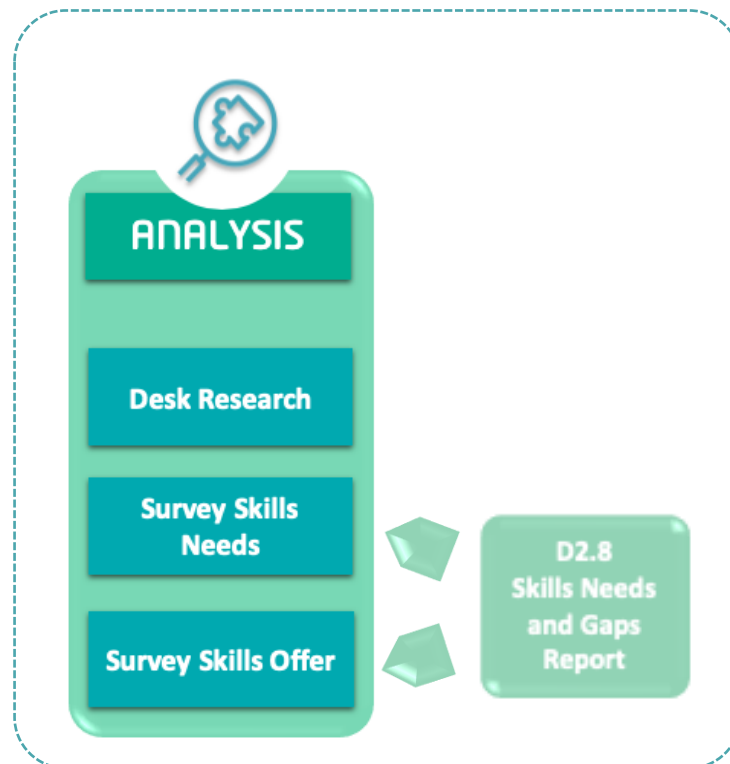 ANALYSIS
Desk Research
Survey Skills
Needs
Survey Skills Offer
D2.8
Skills Needs
and Gaps
Report